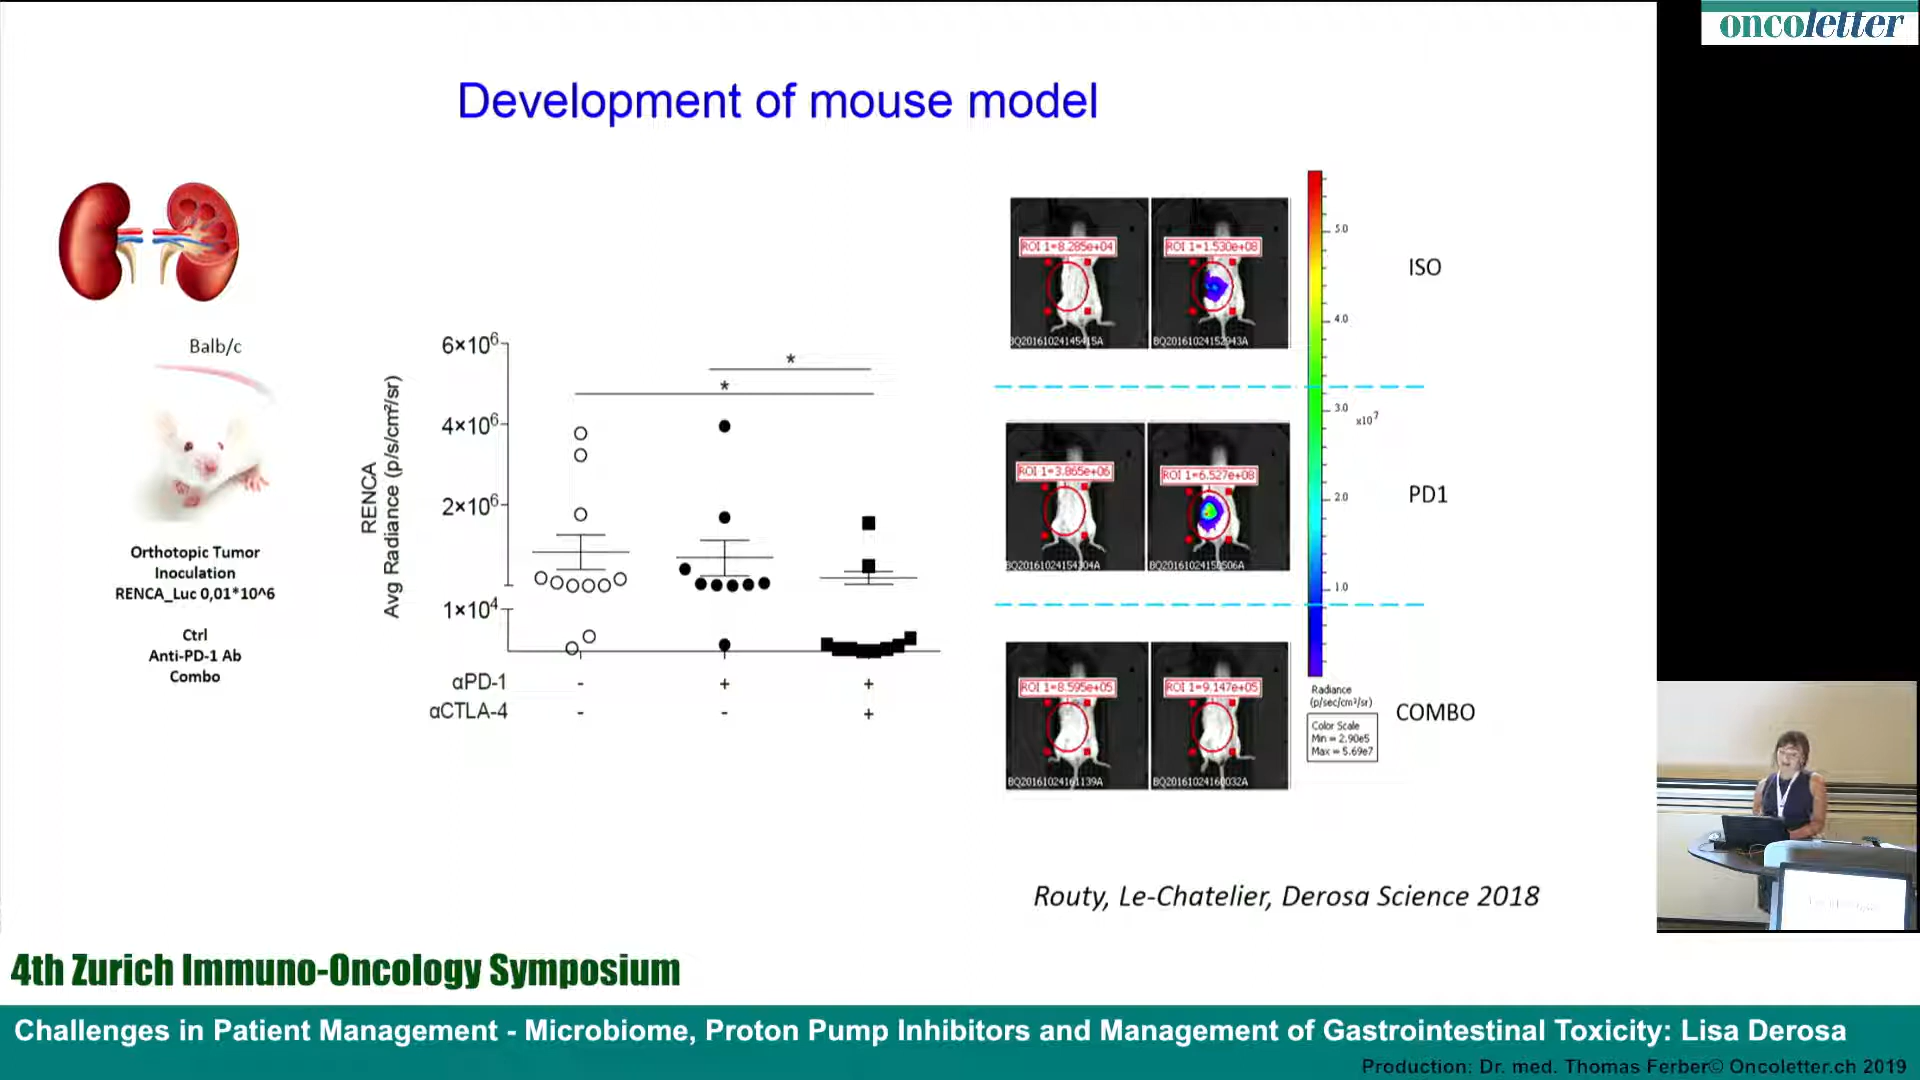 oncoletter
Development of mouse model
Balb/c
Orthotopic Tumor
Inoculation
RENCA_Luc 0,01*10^6
Ctrl
Anti-PD-1 Ab
Combo
RENCA
Avg Radiance (p/s/cm²/sr)
6×10⁶
4×10⁶
2×10⁶
1×10⁴
*
*
αPD-1 - + +
αCTLA-4 - - +
ROI 1=8.285e+04
ROI 1=1.530e+08
BQ20161024145415A
BQ20161024152943A
ISO
ROI 1=3.865e+06
ROI 1=6.527e+08
BQ20161024154304A
BQ20161024150506A
PD1
ROI 1=8.595e+05
ROI 1=9.147e+05
BQ20161024161139A
BQ20161024160032A
COMBO
5.0
4.0
3.0
x10⁷
2.0
1.0
Radiance
(p/sec/cm²/sr)
Color Scale
Min = 2.90e5
Max = 5.69e7
Routy, Le-Chatelier, Derosa Science 2018
4th Zurich Immuno-Oncology Symposium
Challenges in Patient Management - Microbiome, Proton Pump Inhibitors and Management of Gastrointestinal Toxicity: Lisa Derosa
Production: Dr. med. Thomas Ferber© Oncoletter.ch 2019